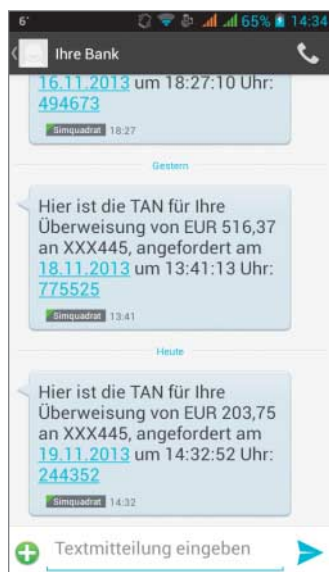 6°
65%
14:34
Ihre Bank
16.11.2013 um 18:27:10 Uhr:
494673
Simquadrat 18:27
Gestern
Hier ist die TAN für Ihre
Überweisung von EUR 516,37
an XXX445, angefordert am
18.11.2013 um 13:41:13 Uhr:
775525
Simquadrat 13:41
Heute
Hier ist die TAN für Ihre
Überweisung von EUR 203,75
an XXX445, angefordert am
19.11.2013 um 14:32:52 Uhr:
244352
Simquadrat 14:32
Textmitteilung eingeben